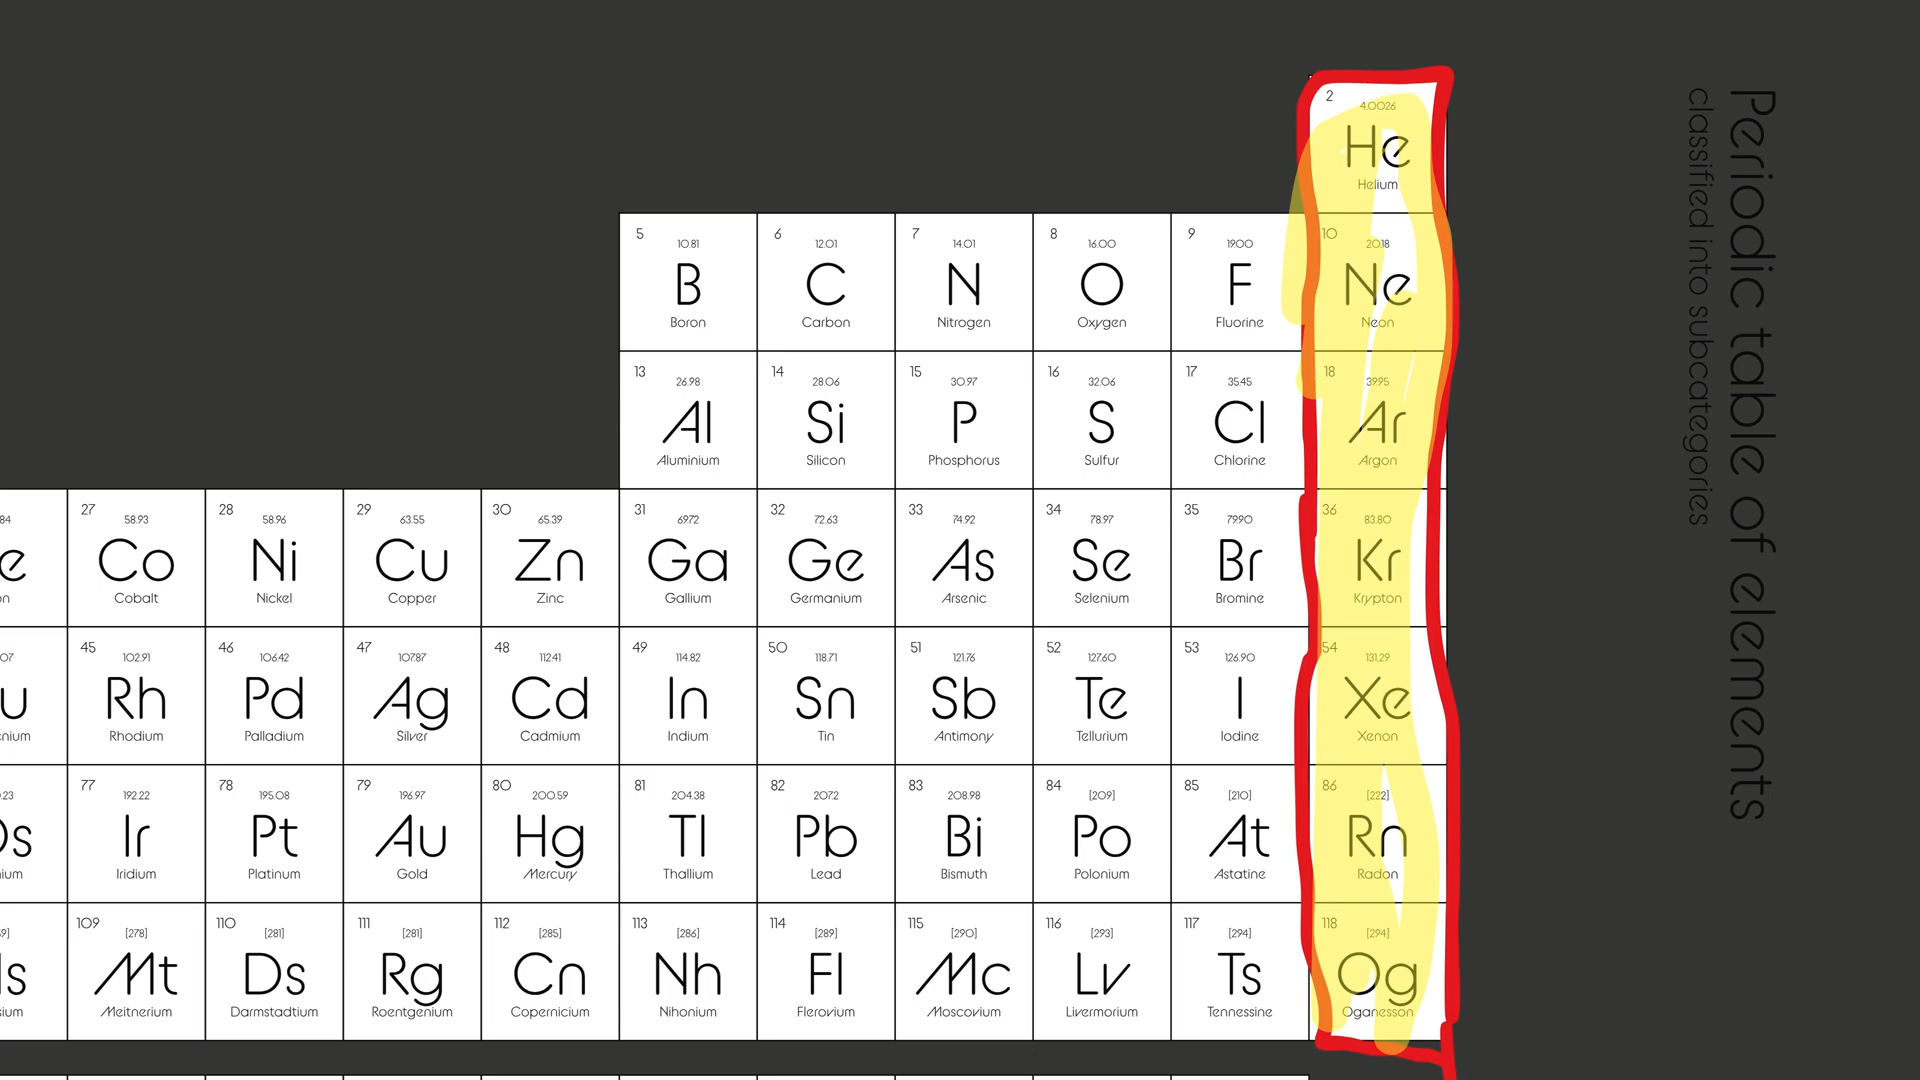 2
4.0026
He
Helium
5 10.81 6 12.01 7 14.01 8 16.00 9 19.00 10 20.18
B C N O F Ne
Boron Carbon Nitrogen Oxygen Fluorine Neon
13 26.98 14 28.06 15 30.97 16 32.06 17 35.45 18 39.95
Al Si P S Cl Ar
Aluminium Silicon Phosphorus Sulfur Chlorine Argon
84 27 58.93 28 58.96 29 63.55 30 65.39 31 69.72 32 72.63 33 74.92 34 78.97 35 79.90 36 83.80
e Co Ni Cu Zn Ga Ge As Se Br Kr
on Cobalt Nickel Copper Zinc Gallium Germanium Arsenic Selenium Bromine Krypton
07 45 102.91 46 106.42 47 107.87 48 112.41 49 114.82 50 118.71 51 121.76 52 127.60 53 126.90 54 131.29
u Rh Pd Ag Cd In Sn Sb Te I Xe
nium Rhodium Palladium Silver Cadmium Indium Tin Antimony Tellurium Iodine Xenon
.23 77 192.22 78 195.08 79 196.97 80 200.59 81 204.38 82 207.2 83 208.98 84 [209] 85 [210] 86 [222]
Os Ir Pt Au Hg Tl Pb Bi Po At Rn
ium Iridium Platinum Gold Mercury Thallium Lead Bismuth Polonium Astatine Radon
9] 109 [278] 110 [281] 111 [281] 112 [285] 113 [286] 114 [289] 115 [290] 116 [293] 117 [294] 118 [294]
s Mt Ds Rg Cn Nh Fl Mc Lv Ts Og
sium Meitnerium Darmstadtium Roentgenium Copernicium Nihonium Flerovium Moscovium Livermorium Tennessine Oganesson
Periodic table of elements
classified into subcategories